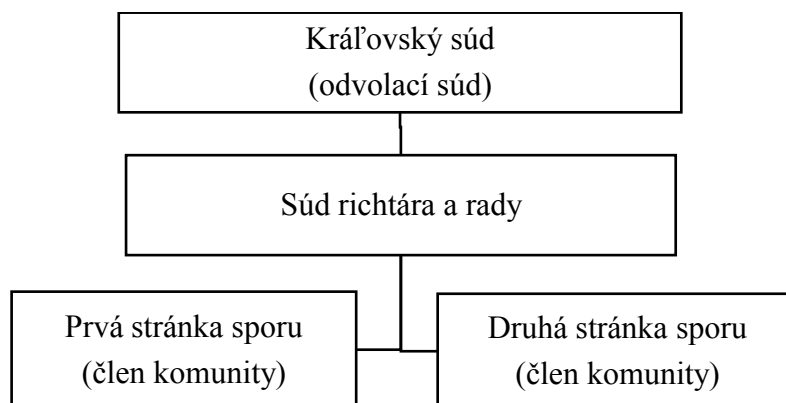 Kráľovský súd
(odvolací súd)
Súd richtára a rady
Prvá stránka sporu
(člen komunity)
Druhá stránka sporu
(člen komunity)